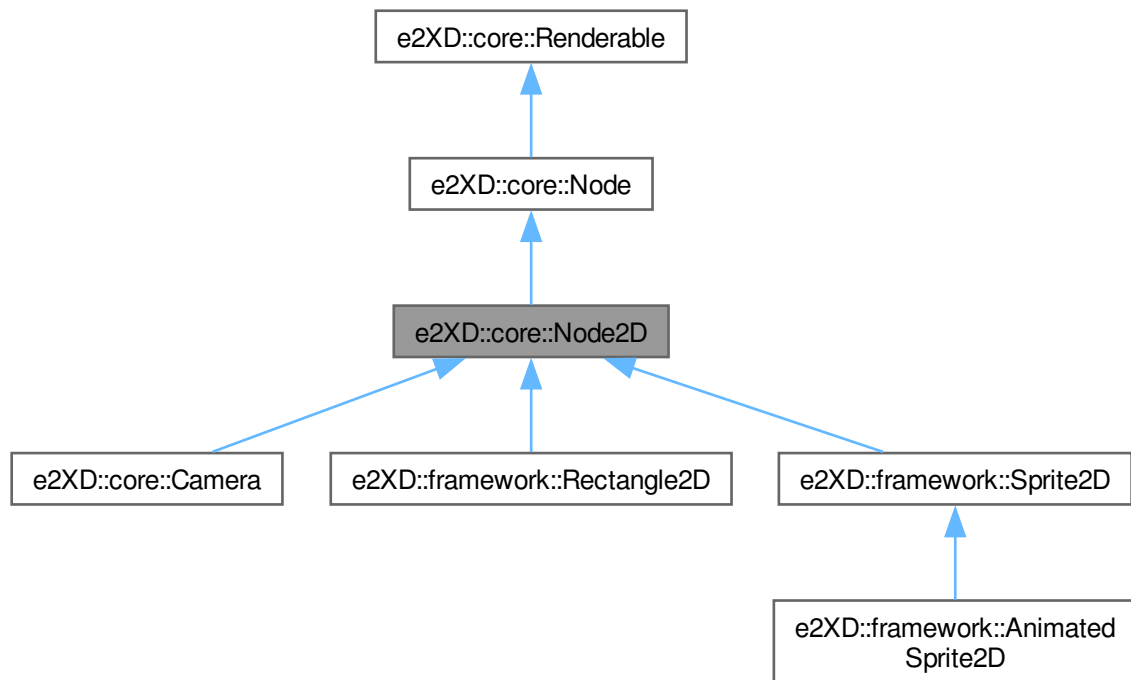 e2XD::core::Renderable
e2XD::core::Node
e2XD::core::Node2D
e2XD::core::Camera
e2XD::framework::Rectangle2D
e2XD::framework::Sprite2D
e2XD::framework::Animated
Sprite2D